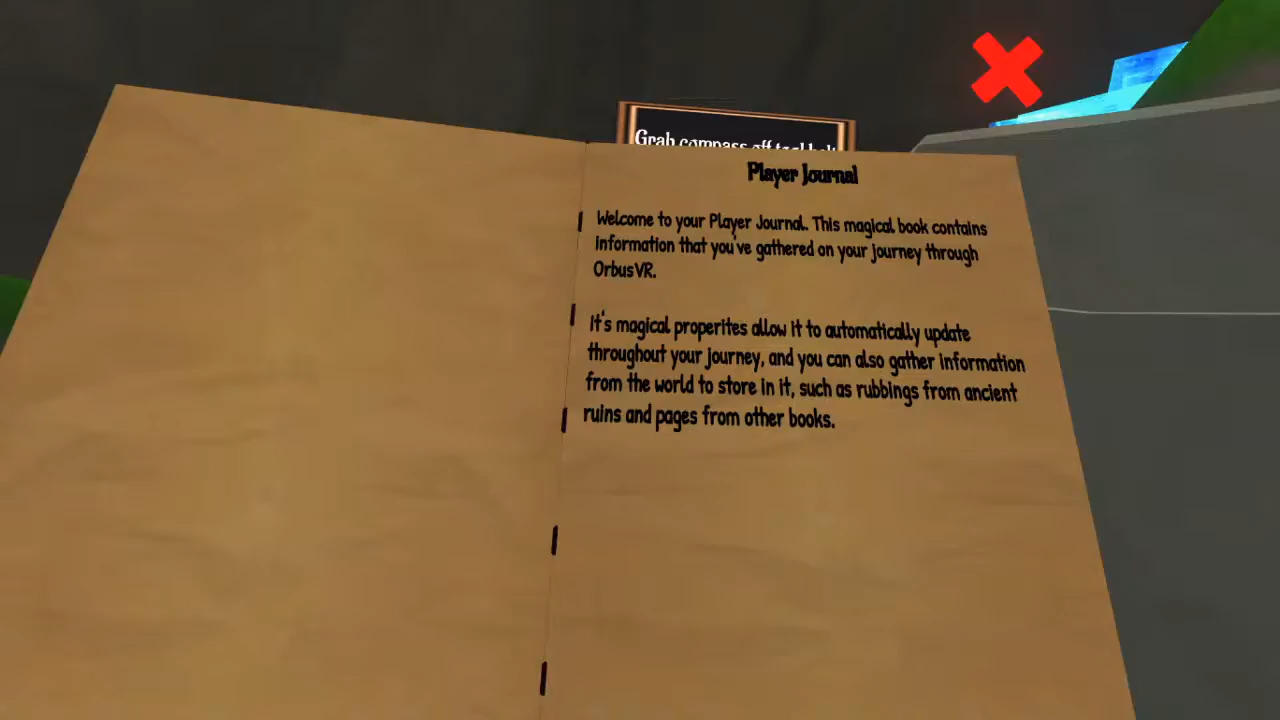 Grab compass off tool belt
Player Journal
Welcome to your Player Journal. This magical book contains
information that you've gathered on your journey through
OrbusVR.
It's magical properites allow it to automatically update
throughout your journey, and you can also gather information
from the world to store in it, such as rubbings from ancient
ruins and pages from other books.